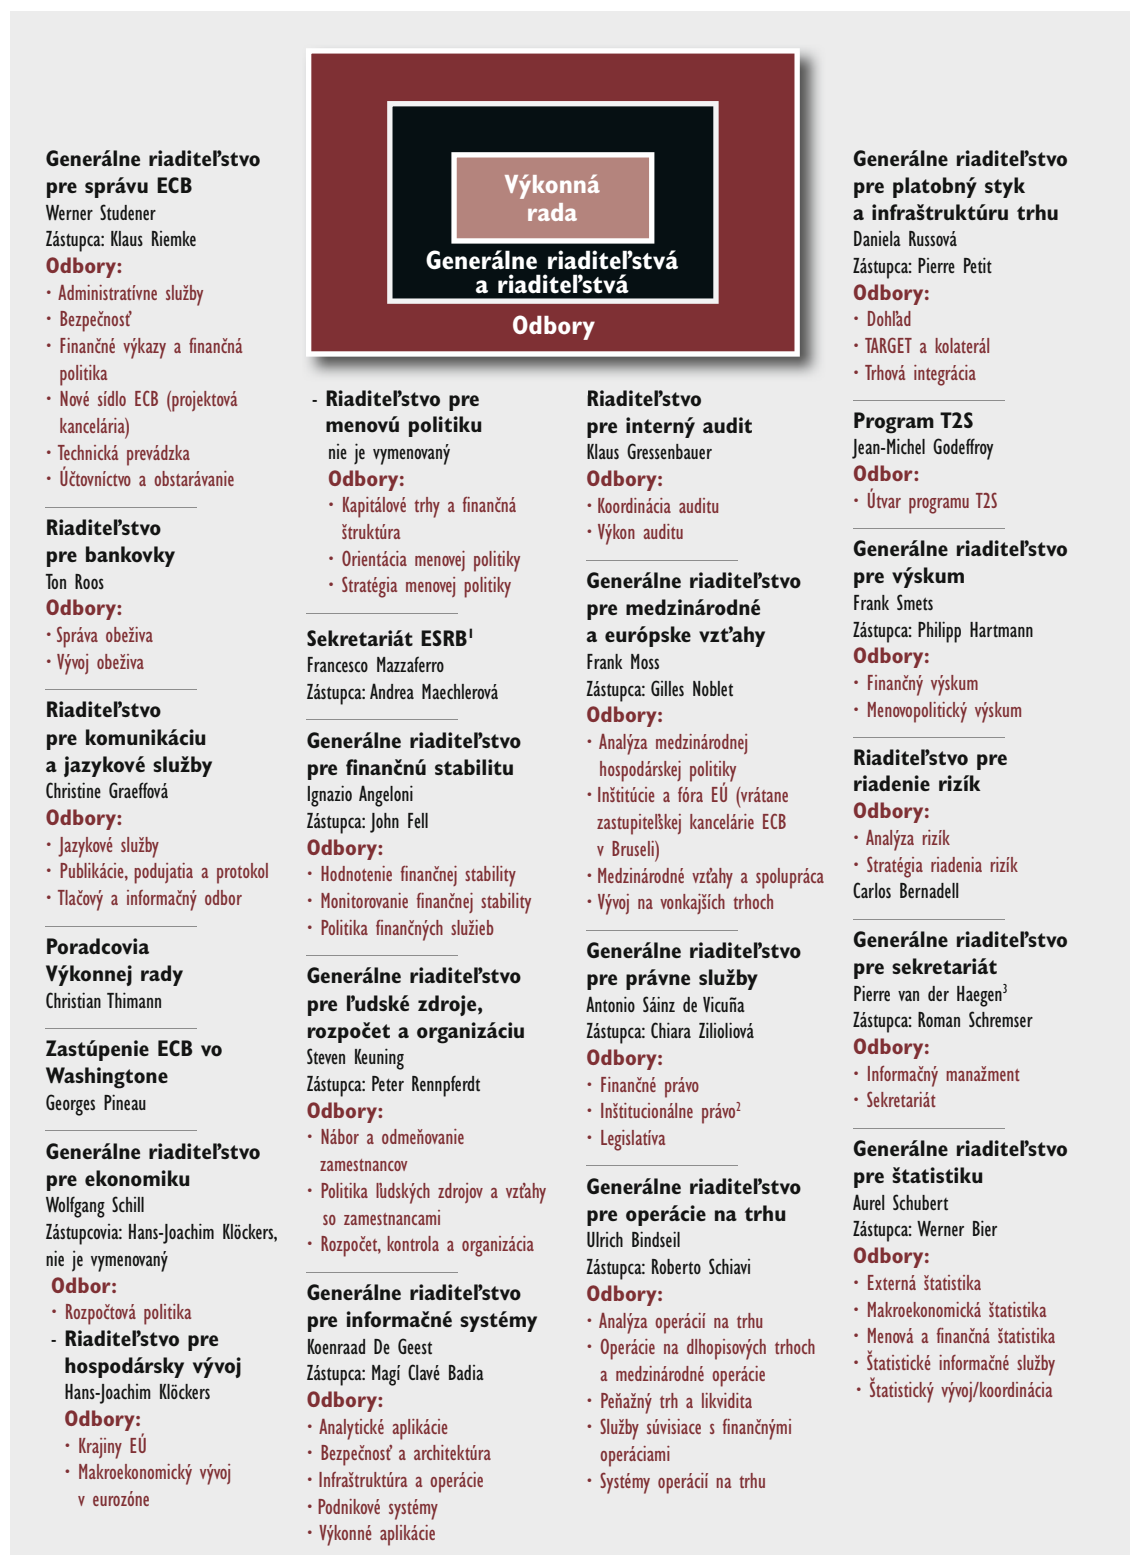 Výkonná
rada
Generálne riaditeľstvá
a riaditeľstvá
Odbory
Generálne riaditeľstvo
pre správu ECB
Werner Studener
Zástupca: Klaus Riemke
Odbory:
• Administratívne služby
• Bezpečnosť
• Finančné výkazy a finančná
politika
• Nové sídlo ECB (projektová
kancelária)
• Technická prevádzka
• Účtovníctvo a obstarávanie
Riaditeľstvo
pre bankovky
Ton Roos
Odbory:
• Správa obeživa
• Vývoj obeživa
Riaditeľstvo
pre komunikáciu
a jazykové služby
Christine Graeffová
Odbory:
• Jazykové služby
• Publikácie, podujatia a protokol
• Tlačový a informačný odbor
Poradcovia
Výkonnej rady
Christian Thimann
Zastúpenie ECB vo
Washingtone
Georges Pineau
Generálne riaditeľstvo
pre ekonomiku
Wolfgang Schill
Zástupcovia: Hans-Joachim Klöckers,
nie je vymenovaný
Odbor:
• Rozpočtová politika
- Riaditeľstvo pre
hospodársky vývoj
Hans-Joachim Klöckers
Odbory:
• Krajiny EÚ
• Makroekonomický vývoj
v eurozóne
- Riaditeľstvo pre
menovú politiku
nie je vymenovaný
Odbory:
• Kapitálové trhy a finančná
štruktúra
• Orientácia menovej politiky
• Stratégia menovej politiky
Sekretariát ESRB¹
Francesco Mazzaferro
Zástupca: Andrea Maechlerová
Generálne riaditeľstvo
pre finančnú stabilitu
Ignazio Angeloni
Zástupca: John Fell
Odbory:
• Hodnotenie finančnej stability
• Monitorovanie finančnej stability
• Politika finančných služieb
Generálne riaditeľstvo
pre ľudské zdroje,
rozpočet a organizáciu
Steven Keuning
Zástupca: Peter Rennpferdt
Odbory:
• Nábor a odmeňovanie
zamestnancov
• Politika ľudských zdrojov a vzťahy
so zamestnancami
• Rozpočet, kontrola a organizácia
Generálne riaditeľstvo
pre informačné systémy
Koenraad De Geest
Zástupca: Magí Clavé Badia
Odbory:
• Analytické aplikácie
• Bezpečnosť a architektúra
• Infraštruktúra a operácie
• Podnikové systémy
• Výkonné aplikácie
Riaditeľstvo
pre interný audit
Klaus Gressenbauer
Odbory:
• Koordinácia auditu
• Výkon auditu
Generálne riaditeľstvo
pre medzinárodné
a európske vzťahy
Frank Moss
Zástupca: Gilles Noblet
Odbory:
• Analýza medzinárodnej
hospodárskej politiky
• Inštitúcie a fóra EÚ (vrátane
zastupiteľskej kancelárie ECB
v Bruseli)
• Medzinárodné vzťahy a spolupráca
• Vývoj na vonkajších trhoch
Generálne riaditeľstvo
pre právne služby
Antonio Sáinz de Vicuña
Zástupca: Chiara Zilioliová
Odbory:
• Finančné právo
• Inštitucionálne právo²
• Legislatíva
Generálne riaditeľstvo
pre operácie na trhu
Ulrich Bindseil
Zástupca: Roberto Schiavi
Odbory:
• Analýza operácií na trhu
• Operácie na dlhopisových trhoch
a medzinárodné operácie
• Peňažný trh a likvidita
• Služby súvisiace s finančnými
operáciami
• Systémy operácií na trhu
Generálne riaditeľstvo
pre platobný styk
a infraštruktúru trhu
Daniela Russová
Zástupca: Pierre Petit
Odbory:
• Dohľad
• TARGET a kolaterál
• Trhová integrácia
Program T2S
Jean-Michel Godeffroy
Odbor:
• Útvar programu T2S
Generálne riaditeľstvo
pre výskum
Frank Smets
Zástupca: Philipp Hartmann
Odbory:
• Finančný výskum
• Menovopolitický výskum
Riaditeľstvo pre
riadenie rizík
Odbory:
• Analýza rizík
• Stratégia riadenia rizík
Carlos Bernadell
Generálne riaditeľstvo
pre sekretariát
Pierre van der Haegen³
Zástupca: Roman Schremser
Odbory:
• Informačný manažment
• Sekretariát
Generálne riaditeľstvo
pre štatistiku
Aurel Schubert
Zástupca: Werner Bier
Odbory:
• Externá štatistika
• Makroekonomická štatistika
• Menová a finančná štatistika
• Štatistické informačné služby
• Štatistický vývoj/koordinácia